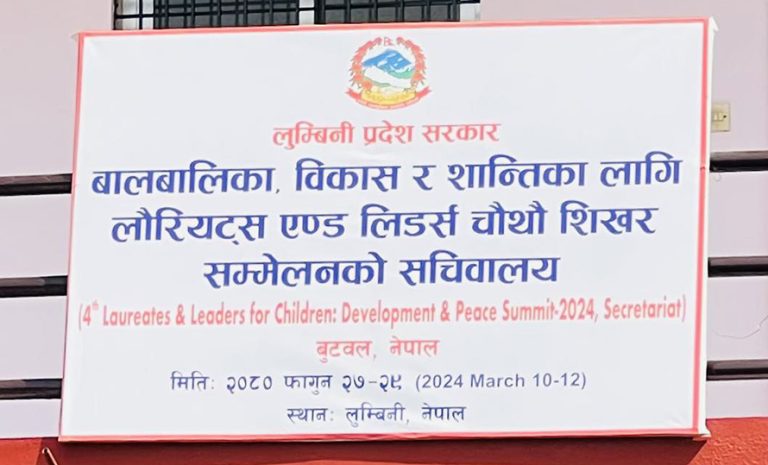 लुम्बिनी प्रदेश सरकार
बालबालिका, विकास र शान्तिका लागि
लौरियट्स एण्ड लिडर्स चौथौ शिखर
सम्मेलनको सचिवालय
(4th Laureates & Leaders for Children: Development & Peace Summit-2024, Secretariat)
बुटवल, नेपाल
मिति: २०८० फागुन २७-२९ (2024 March 10-12)
स्थान: लुम्बिनी, नेपाल